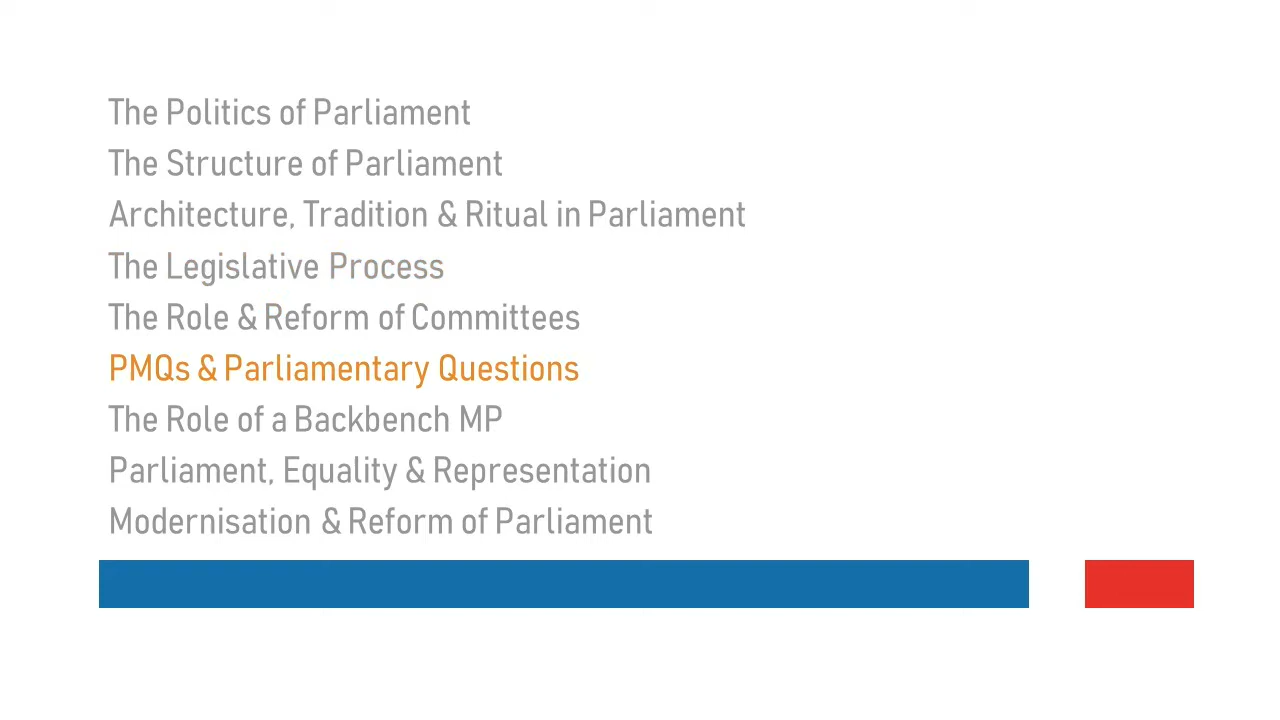 The Politics of Parliament
The Structure of Parliament
Architecture, Tradition & Ritual in Parliament
The Legislative Process
The Role & Reform of Committees
PMQs & Parliamentary Questions
The Role of a Backbench MP
Parliament, Equality & Representation
Modernisation & Reform of Parliament